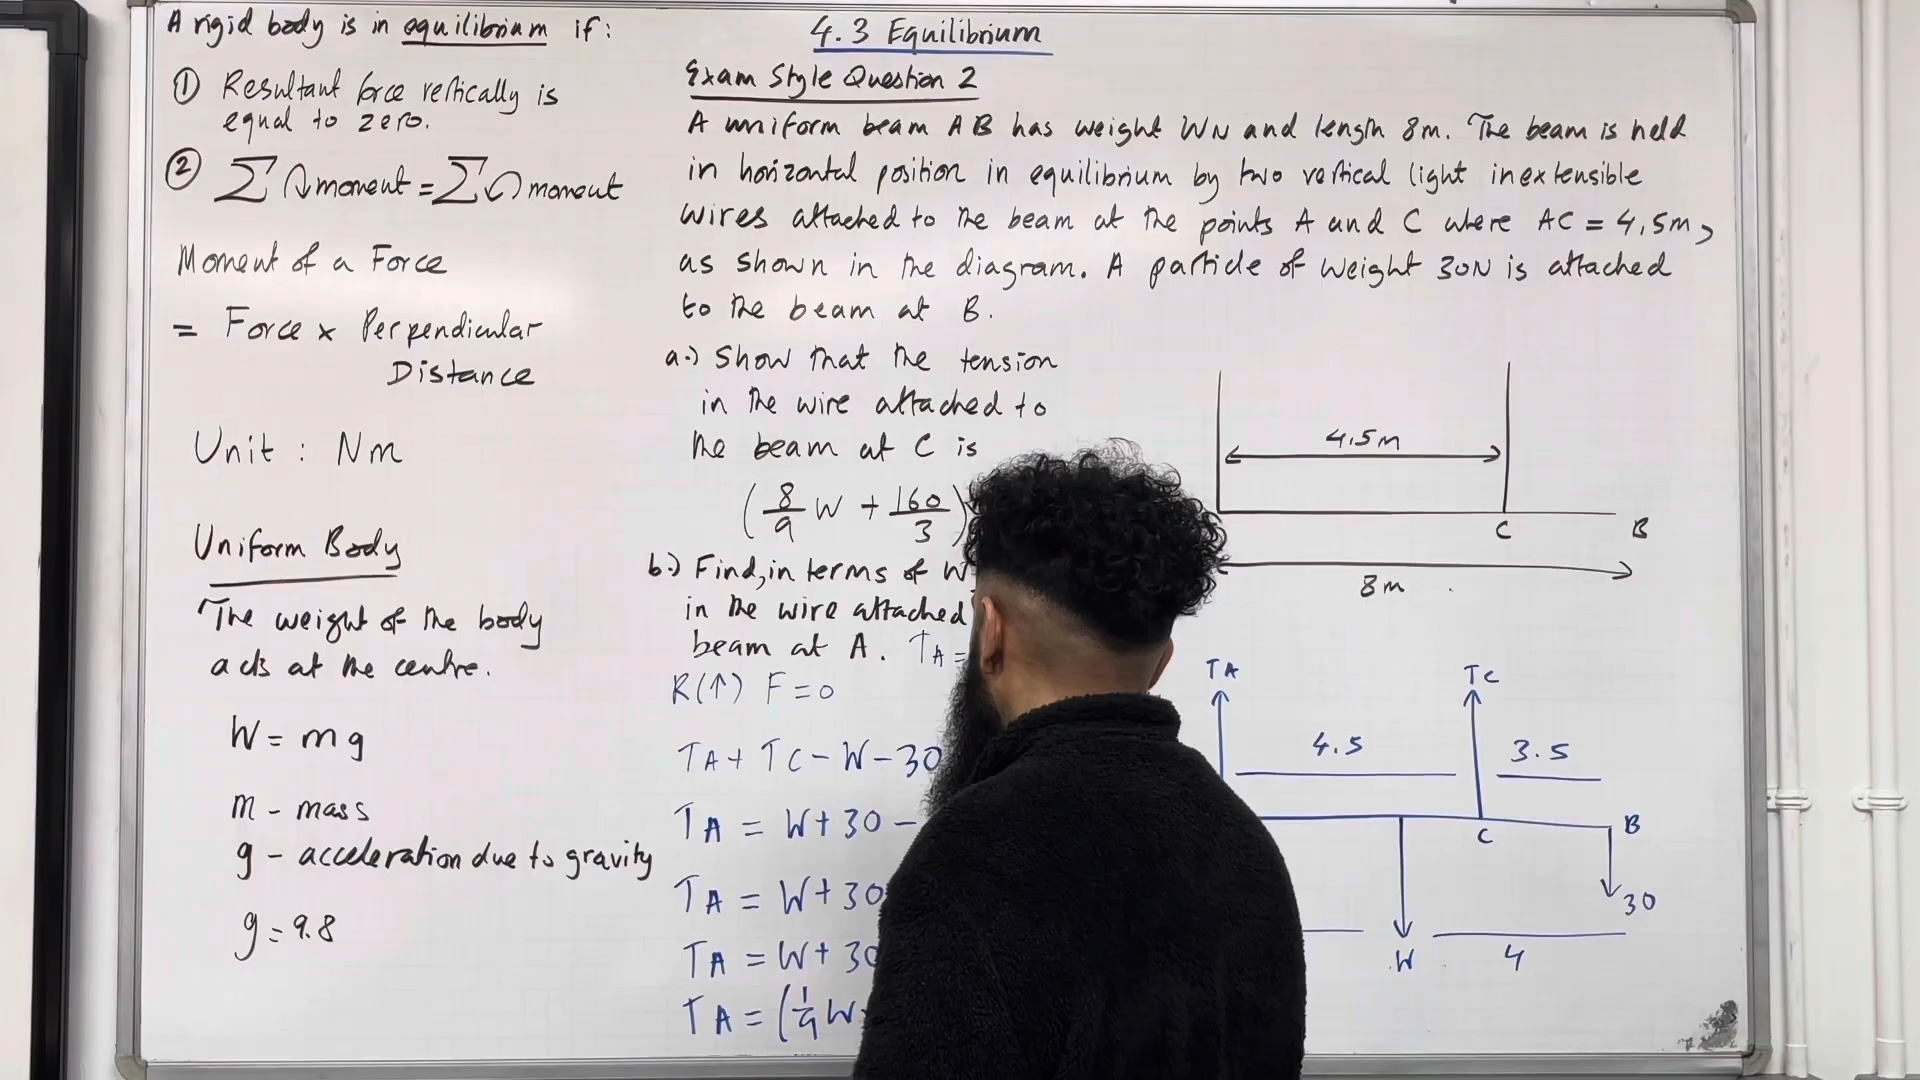 A rigid body is in equilibrium if:
① Resultant force vertically is
equal to zero.
② ∑ ↻ moment = ∑ ↺ moment
Moment of a Force
= Force × Perpendicular
Distance
Unit : Nm
Uniform Body
The weight of the body
acts at the centre.
W = mg
m - mass
g - acceleration due to gravity
g = 9.8
4.3 Equilibrium
Exam Style Question 2
A uniform beam AB has weight WN and length 8m. The beam is held
in horizontal position in equilibrium by two vertical light inextensible
wires attached to the beam at the points A and C where AC = 4.5m,
as shown in the diagram. A particle of weight 30N is attached
to the beam at B.
a.) Show that the tension
in the wire attached to
the beam at C is
(8/9 W + 160/3)
b.) Find, in terms of W
in the wire attached
beam at A. TA =
R(↑) F = 0
TA + TC - W - 30
TA = W + 30 -
TA = W + 30
TA = W + 30
TA = (1/9 W
4.5m
C B
8m
TA TC
4.5 3.5
C B
30
W 4